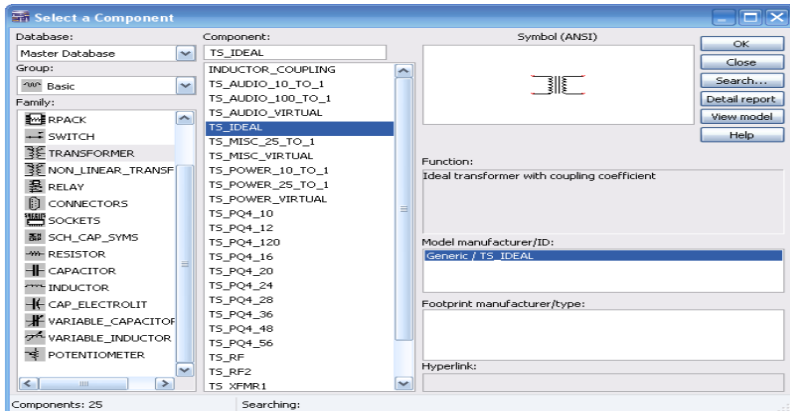 Select a Component
Database:
Master Database
Group:
Basic
Family:
RPACK
SWITCH
TRANSFORMER
NON_LINEAR_TRANSF
RELAY
CONNECTORS
SOCKETS
SCH_CAP_SYMS
RESISTOR
CAPACITOR
INDUCTOR
CAP_ELECTROLIT
VARIABLE_CAPACITOR
VARIABLE_INDUCTOR
POTENTIOMETER
Component:
TS_IDEAL
INDUCTOR_COUPLING
TS_AUDIO_10_TO_1
TS_AUDIO_100_TO_1
TS_AUDIO_VIRTUAL
TS_IDEAL
TS_MISC_25_TO_1
TS_MISC_VIRTUAL
TS_POWER_10_TO_1
TS_POWER_25_TO_1
TS_POWER_VIRTUAL
TS_PQ4_10
TS_PQ4_12
TS_PQ4_120
TS_PQ4_16
TS_PQ4_20
TS_PQ4_24
TS_PQ4_28
TS_PQ4_36
TS_PQ4_48
TS_PQ4_56
TS_RF
TS_RF2
TS_XFMR1
Symbol (ANSI)
Function:
Ideal transformer with coupling coefficient
Model manufacturer/ID:
Generic / TS_IDEAL
Footprint manufacturer/type:
Hyperlink:
OK
Close
Search...
Detail report
View model
Help
Components: 25
Searching: